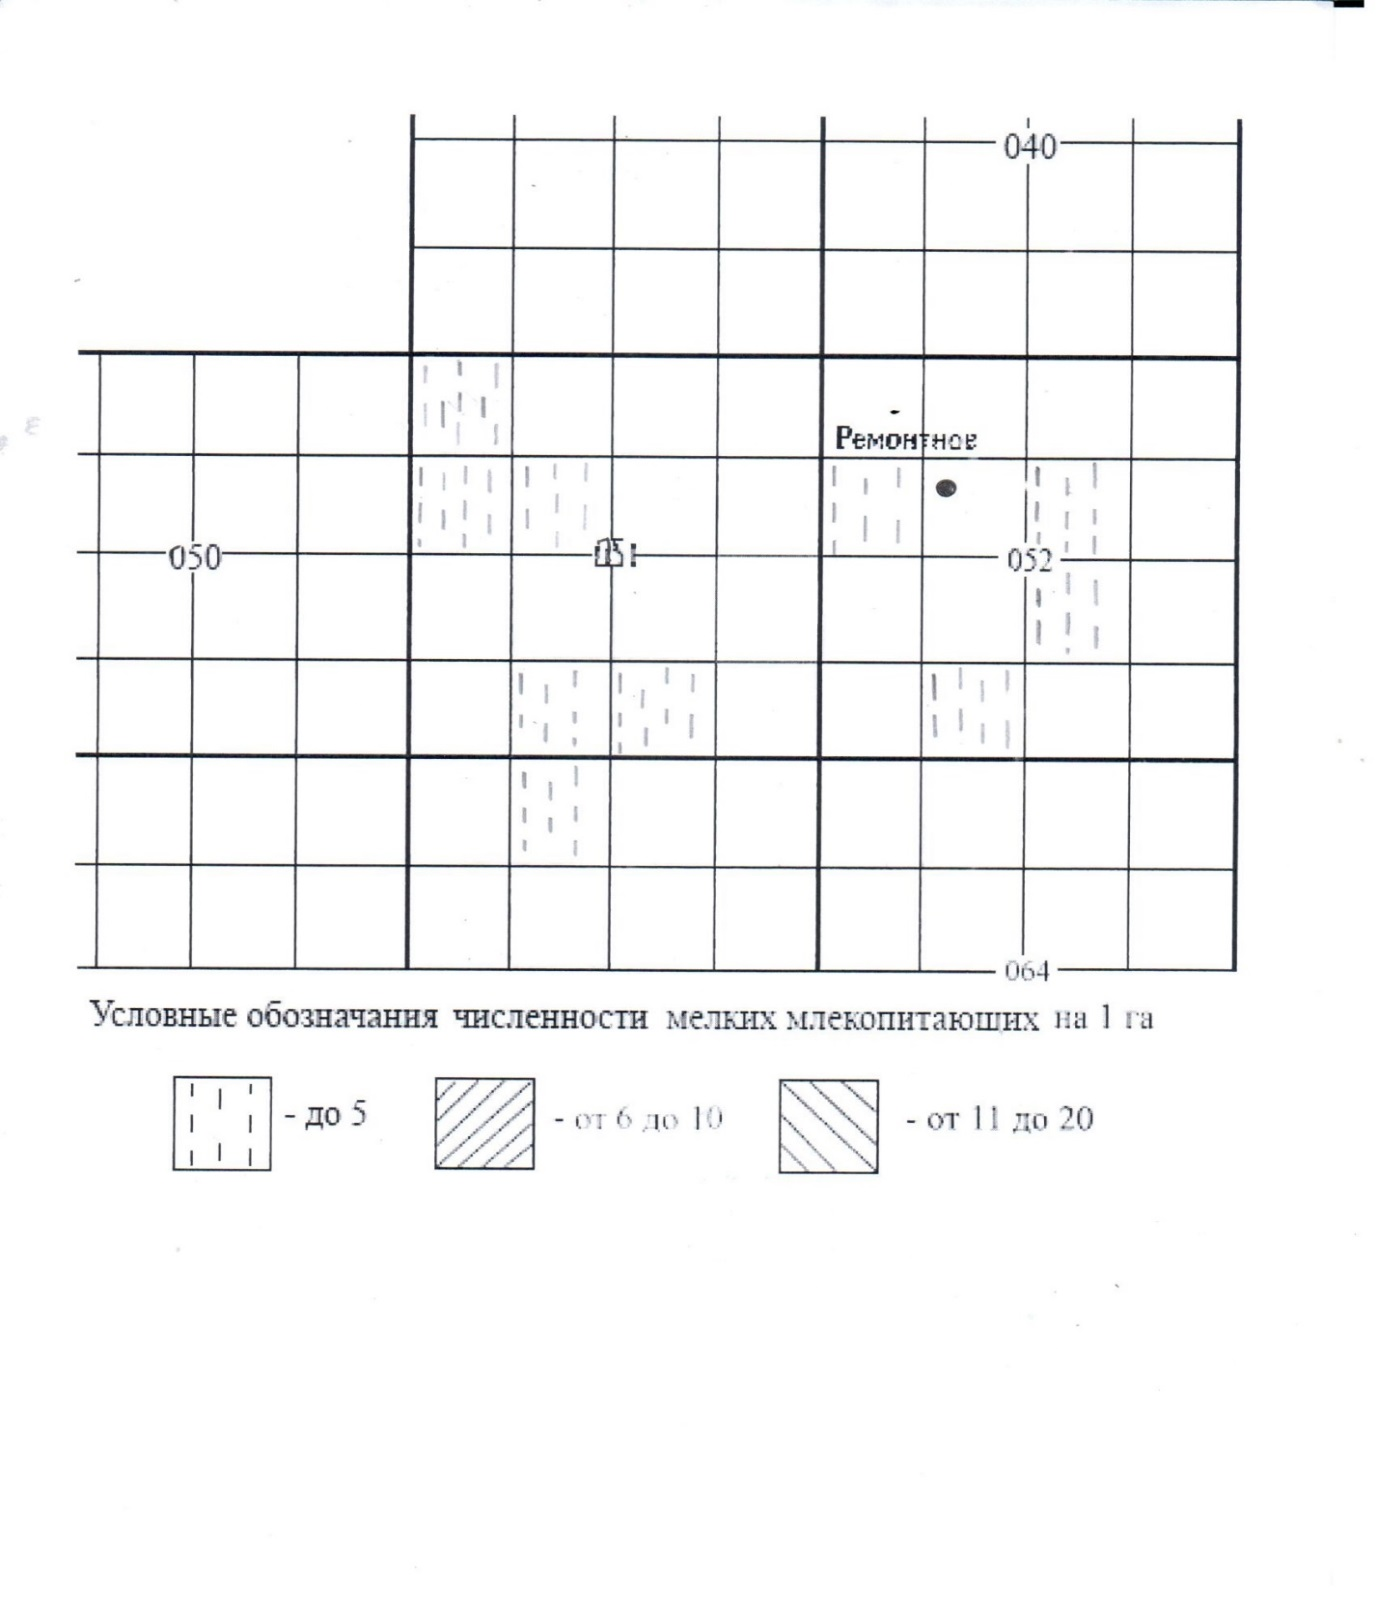 040
Ремонтное
050
052
064
Условные обозначания численности мелких млекопитающих на 1 га
- до 5 - от 6 до 10 - от 11 до 20